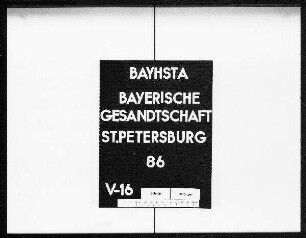 BAYHSTA
BAYERISCHE
GESANDTSCHAFT
ST.PETERSBURG
86
V-16